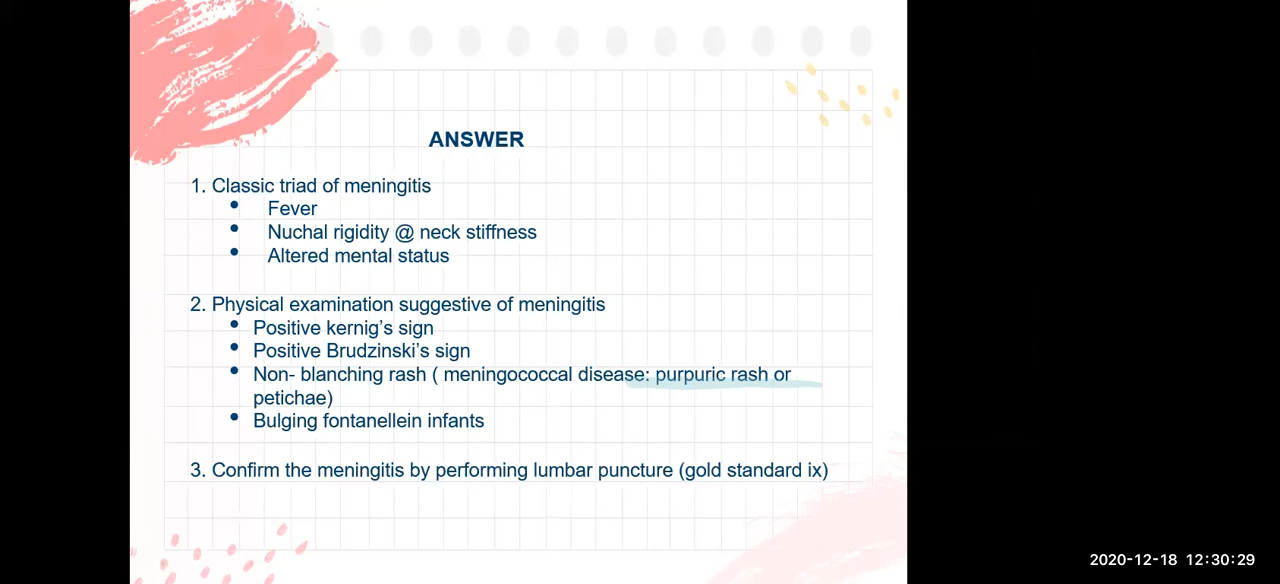 ANSWER
1. Classic triad of meningitis
• Fever
• Nuchal rigidity @ neck stiffness
• Altered mental status
2. Physical examination suggestive of meningitis
• Positive kernig’s sign
• Positive Brudzinski’s sign
• Non- blanching rash ( meningococcal disease: purpuric rash or
petichae)
• Bulging fontanellein infants
3. Confirm the meningitis by performing lumbar puncture (gold standard ix)
2020-12-18 12:30:29